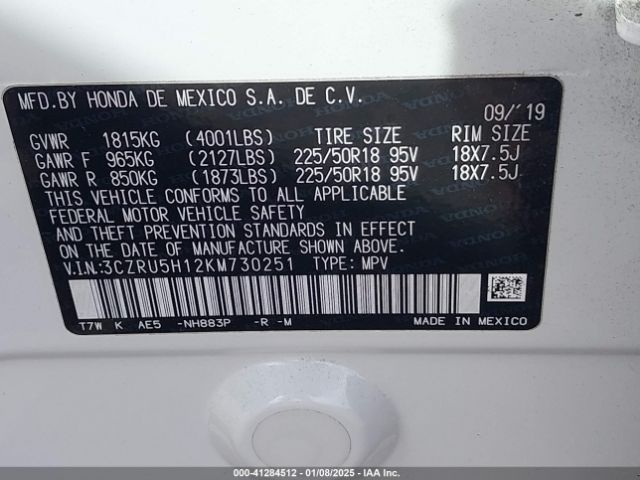 MFD.BY HONDA DE MEXICO S.A. DE C.V.
09/'19
GVWR 1815KG (4001LBS) TIRE SIZE RIM SIZE
GAWR F 965KG (2127LBS) 225/50R18 95V 18X7.5J
GAWR R 850KG (1873LBS) 225/50R18 95V 18X7.5J
THIS VEHICLE CONFORMS TO ALL APPLICABLE
FEDERAL MOTOR VEHICLE SAFETY
AND THEFT PREVENTION STANDARDS IN EFFECT
ON THE DATE OF MANUFACTURE SHOWN ABOVE.
V.I.N:3CZRU5H12KM730251 TYPE: MPV
T7W K AE5 -NH883P -R -M
MADE IN MEXICO
000-41284512 - 01/08/2025 - IAAI.com